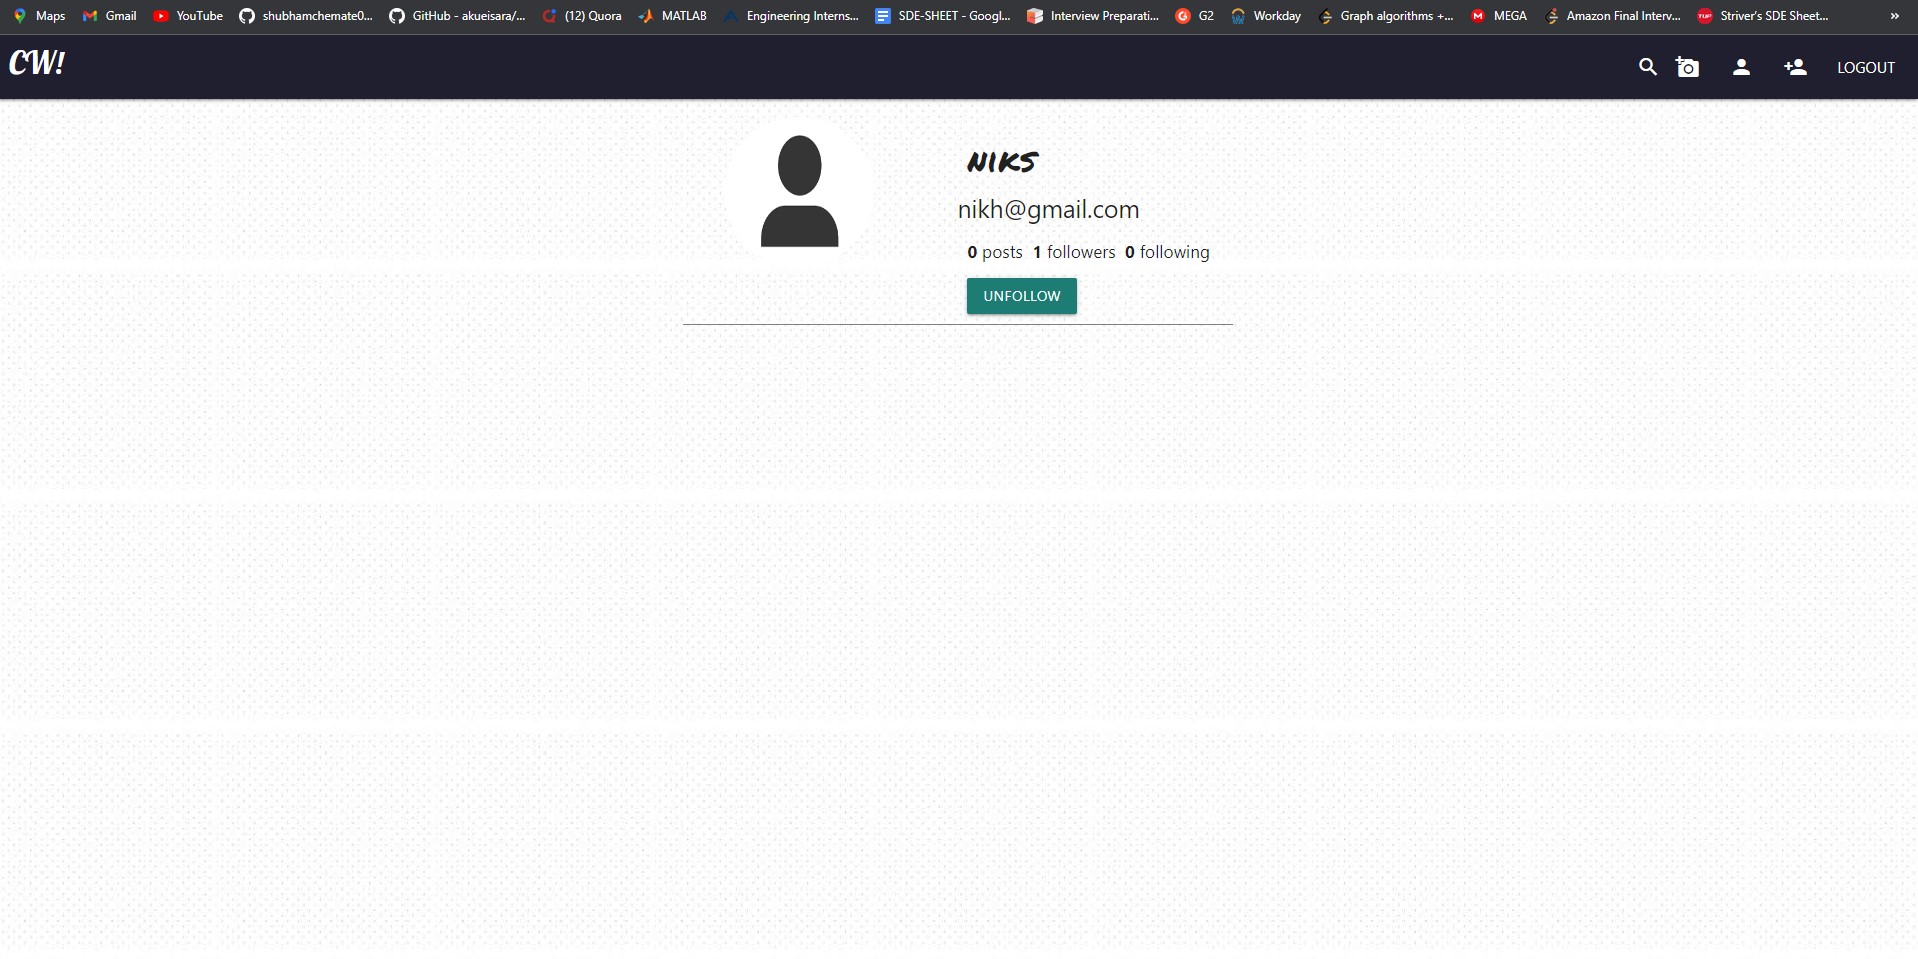 Maps Gmail YouTube shubhamchemate0... GitHub - akueisara/... (12) Quora MATLAB Engineering Interns... SDE-SHEET - Googl... Interview Preparati... G2 Workday Graph algorithms +... MEGA Amazon Final Interv... TUF Striver's SDE Sheet... »
CW! LOGOUT
NIKS
nikh@gmail.com
0 posts 1 followers 0 following
UNFOLLOW